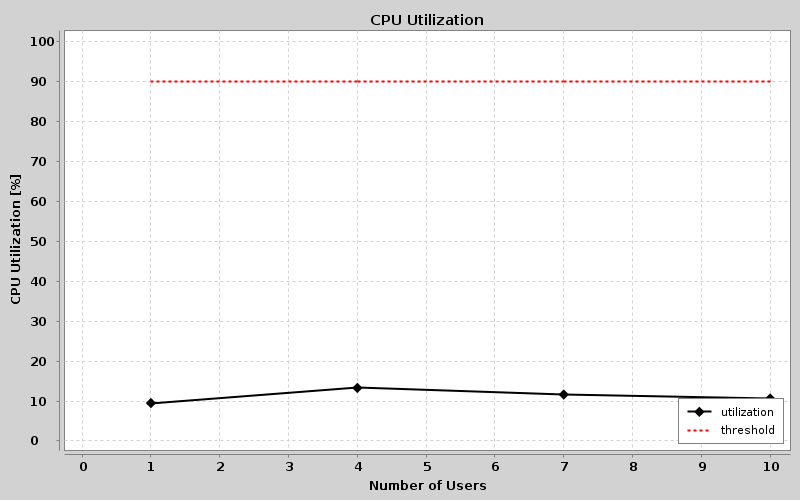 CPU Utilization
100
90
80
70
60
50
40
30
20
10
0
CPU Utilization [%]
0 1 2 3 4 5 6 7 8 9 10
Number of Users
utilization
threshold